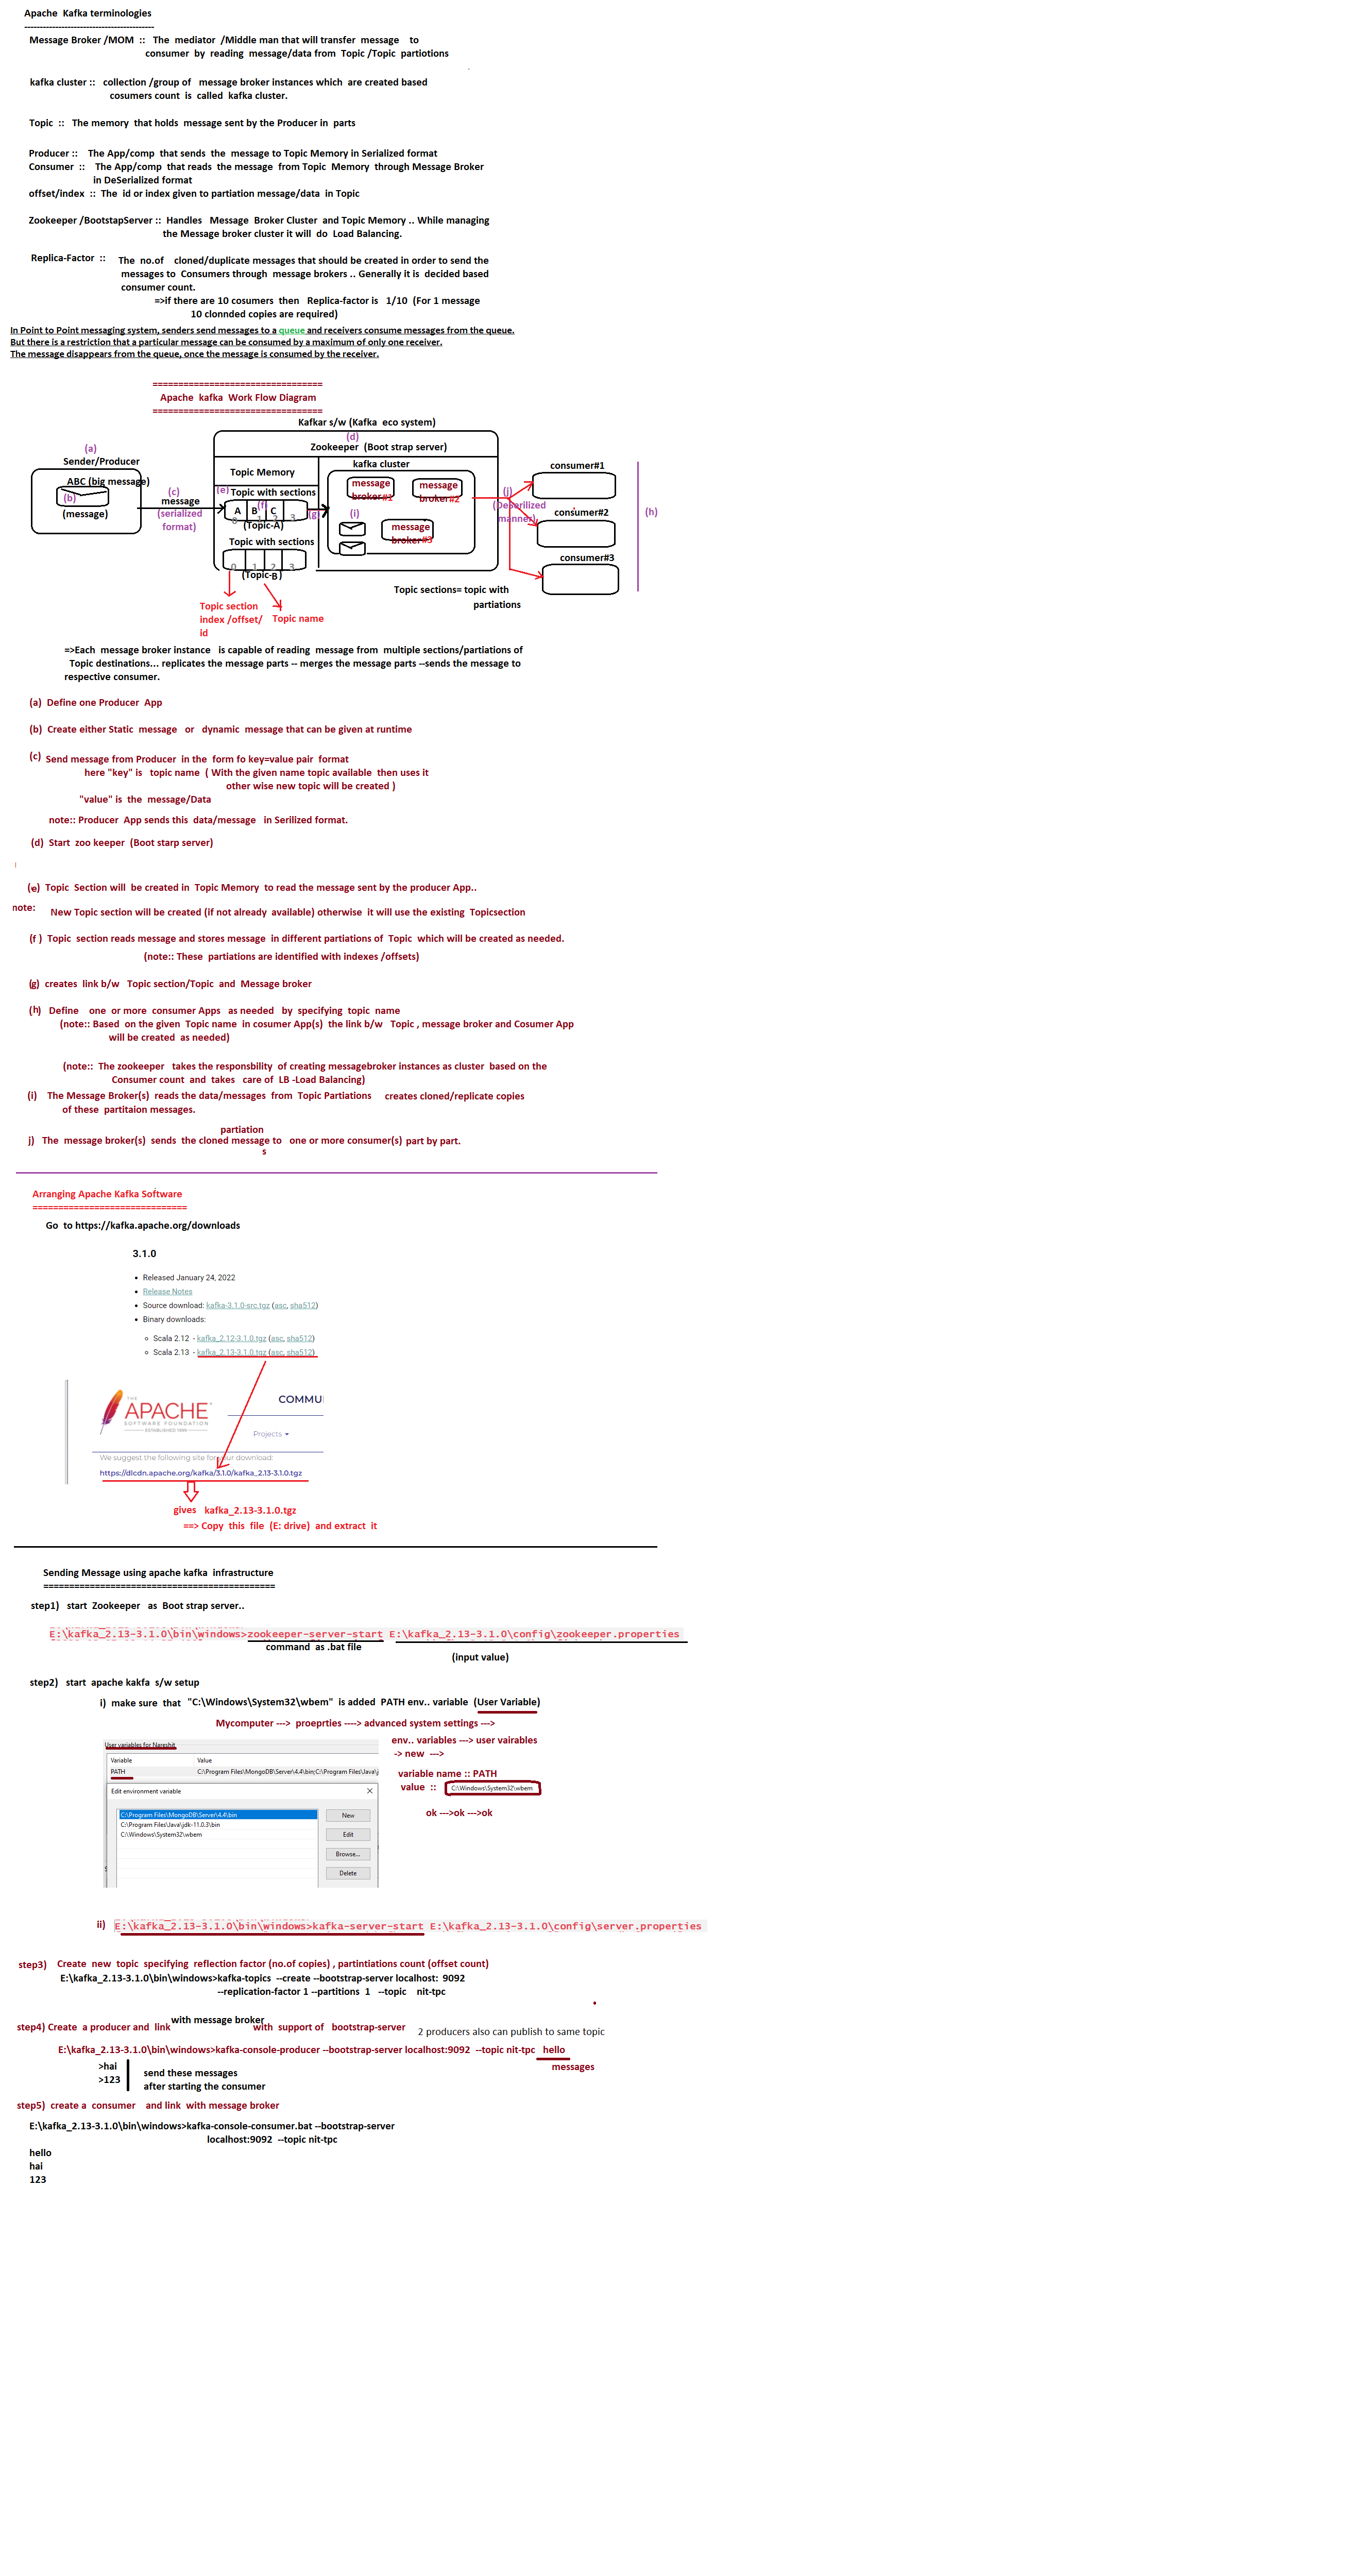 Apache Kafka terminologies
------------------------------------------
Message Broker /MOM :: The mediator /Middle man that will transfer message to
consumer by reading message/data from Topic /Topic partiotions
kafka cluster :: collection /group of message broker instances which are created based
cosumers count is called kafka cluster.
Topic :: The memory that holds message sent by the Producer in parts
Producer :: The App/comp that sends the message to Topic Memory in Serialized format
Consumer :: The App/comp that reads the message from Topic Memory through Message Broker
in DeSerialized format
offset/index :: The id or index given to partiation message/data in Topic
Zookeeper /BootstapServer :: Handles Message Broker Cluster and Topic Memory .. While managing
the Message broker cluster it will do Load Balancing.
Replica-Factor :: The no.of cloned/duplicate messages that should be created in order to send the
messages to Consumers through message brokers .. Generally it is decided based
consumer count.
=>if there are 10 cosumers then Replica-factor is 1/10 (For 1 message
10 clonnded copies are required)
In Point to Point messaging system, senders send messages to a queue and receivers consume messages from the queue.
But there is a restriction that a particular message can be consumed by a maximum of only one receiver.
The message disappears from the queue, once the message is consumed by the receiver.
=================================
Apache kafka Work Flow Diagram
=================================
Kafkar s/w (Kafka eco system)
(d)
Zookeeper (Boot strap server)
(a)
Sender/Producer
ABC (big message)
(b)
(message)
(c)
message
(serialized
format)
Topic Memory
(e) Topic with sections
A B C
(f)
0 1 2 3
(g)
(Topic-A)
Topic with sections
0 1 2 3
(Topic-B)
kafka cluster
message
broker#1
message
broker#2
(i)
message
broker#3
(j)
(Deserilized
manner)
consumer#1
consumer#2
consumer#3
(h)
Topic section
index /offset/
id
Topic name
Topic sections= topic with
partiations
=>Each message broker instance is capable of reading message from multiple sections/partiations of
Topic destinations... replicates the message parts -- merges the message parts --sends the message to
respective consumer.
(a) Define one Producer App
(b) Create either Static message or dynamic message that can be given at runtime
(c) Send message from Producer in the form fo key=value pair format
here "key" is topic name ( With the given name topic available then uses it
other wise new topic will be created )
"value" is the message/Data
note:: Producer App sends this data/message in Serilized format.
(d) Start zoo keeper (Boot starp server)
(e) Topic Section will be created in Topic Memory to read the message sent by the producer App..
note: New Topic section will be created (if not already available) otherwise it will use the existing Topicsection
(f ) Topic section reads message and stores message in different partiations of Topic which will be created as needed.
(note:: These partiations are identified with indexes /offsets)
(g) creates link b/w Topic section/Topic and Message broker
(h) Define one or more consumer Apps as needed by specifying topic name
(note:: Based on the given Topic name in cosumer App(s) the link b/w Topic , message broker and Cosumer App
will be created as needed)
(note:: The zookeeper takes the responsbility of creating messagebroker instances as cluster based on the
Consumer count and takes care of LB -Load Balancing)
(i) The Message Broker(s) reads the data/messages from Topic Partiations creates cloned/replicate copies
of these partitaion messages.
partiation
j) The message broker(s) sends the cloned message to one or more consumer(s) part by part.
s
Arranging Apache Kafka Software
==============================
Go to https://kafka.apache.org/downloads
3.1.0
• Released January 24, 2022
• Release Notes
• Source download: kafka-3.1.0-src.tgz (asc, sha512)
• Binary downloads:
Scala 2.12 - kafka_2.12-3.1.0.tgz (asc, sha512)
Scala 2.13 - kafka_2.13-3.1.0.tgz (asc, sha512)
THE
APACHE
SOFTWARE FOUNDATION
ESTABLISHED 1999
COMMU
Projects
We suggest the following site for your download:
https://dlcdn.apache.org/kafka/3.1.0/kafka_2.13-3.1.0.tgz
gives kafka_2.13-3.1.0.tgz
==> Copy this file (E: drive) and extract it
Sending Message using apache kafka infrastructure
=============================================
step1) start Zookeeper as Boot strap server..
E:\kafka_2.13-3.1.0\bin\windows>zookeeper-server-start E:\kafka_2.13-3.1.0\config\zookeeper.properties
command as .bat file
(input value)
step2) start apache kakfa s/w setup
i) make sure that "C:\Windows\System32\wbem" is added PATH env.. variable (User Variable)
Mycomputer ---> proeprties ----> advanced system settings --->
env.. variables ---> user vairables
-> new --->
variable name :: PATH
value :: C:\Windows\System32\wbem
ok --->ok --->ok
User variables for Nareshit
Variable Value
PATH C:\Program Files\MongoDB\Server\4.4\bin;C:\Program Files\Java\j
Edit environment variable
C:\Program Files\MongoDB\Server\4.4\bin
C:\Program Files\Java\jdk-11.0.3\bin
C:\Windows\System32\wbem
New
Edit
Browse...
Delete
ii) E:\kafka_2.13-3.1.0\bin\windows>kafka-server-start E:\kafka_2.13-3.1.0\config\server.properties
step3) Create new topic specifying reflection factor (no.of copies) , partintiations count (offset count)
E:\kafka_2.13-3.1.0\bin\windows>kafka-topics --create --bootstrap-server localhost: 9092
--replication-factor 1 --partitions 1 --topic nit-tpc
with message broker
step4) Create a producer and link with support of bootstrap-server
2 producers also can publish to same topic
E:\kafka_2.13-3.1.0\bin\windows>kafka-console-producer --bootstrap-server localhost:9092 --topic nit-tpc hello
messages
>hai
>123
send these messages
after starting the consumer
step5) create a consumer and link with message broker
E:\kafka_2.13-3.1.0\bin\windows>kafka-console-consumer.bat --bootstrap-server
localhost:9092 --topic nit-tpc
hello
hai
123